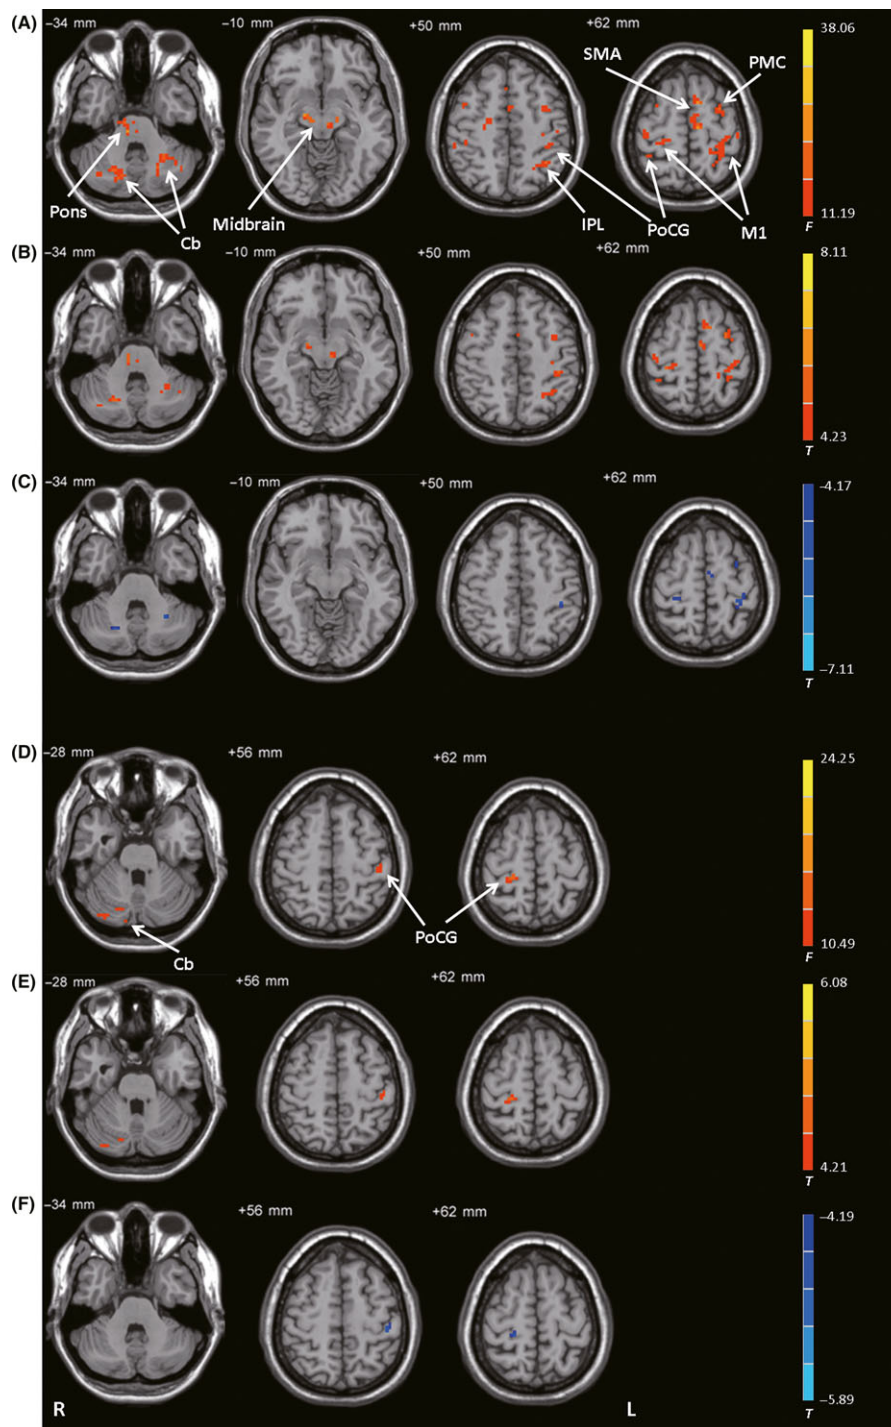 (A)
−34 mm
−10 mm
+50 mm
+62 mm
38.06
SMA
PMC
Pons
Cb
Midbrain
IPL
PoCG
M1
11.19
F
(B)
−34 mm
−10 mm
+50 mm
+62 mm
8.11
4.23
T
(C)
−34 mm
−10 mm
+50 mm
+62 mm
−4.17
−7.11
T
(D)
−28 mm
+56 mm
+62 mm
24.25
PoCG
Cb
10.49
F
(E)
−28 mm
+56 mm
+62 mm
6.08
4.21
T
(F)
−34 mm
+56 mm
+62 mm
−4.19
−5.89
T
R
L